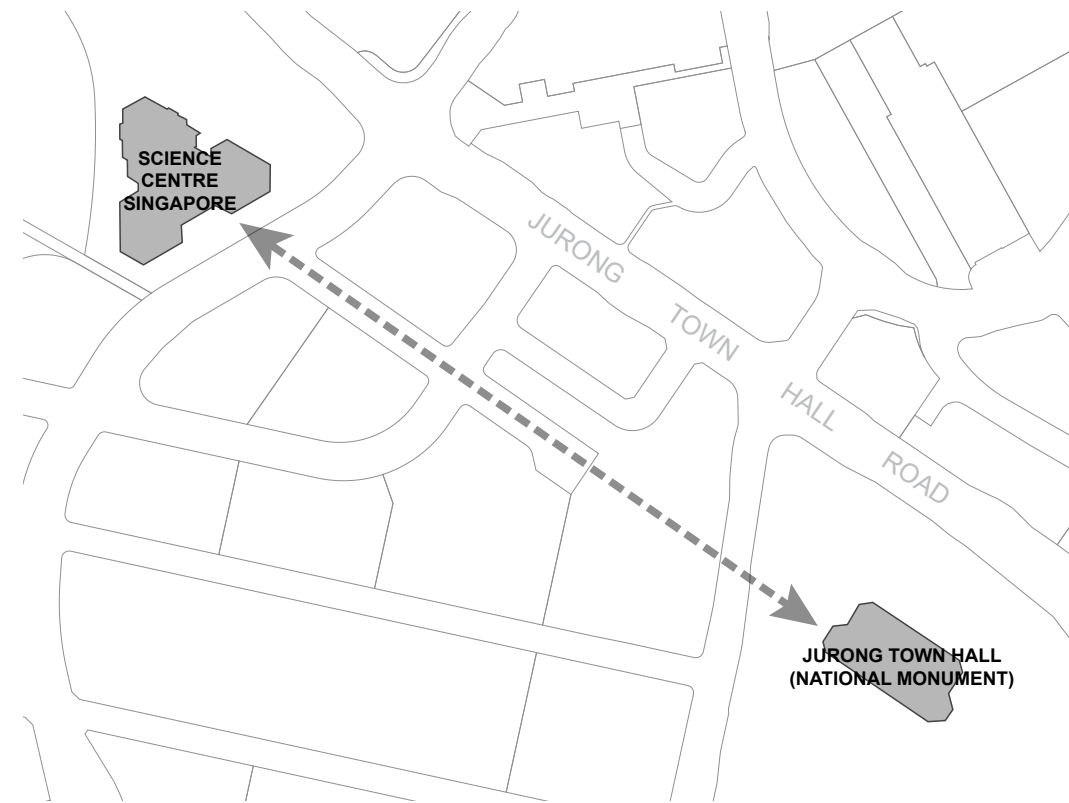 SCIENCE
CENTRE
SINGAPORE
JURONG TOWN HALL ROAD
JURONG TOWN HALL
(NATIONAL MONUMENT)